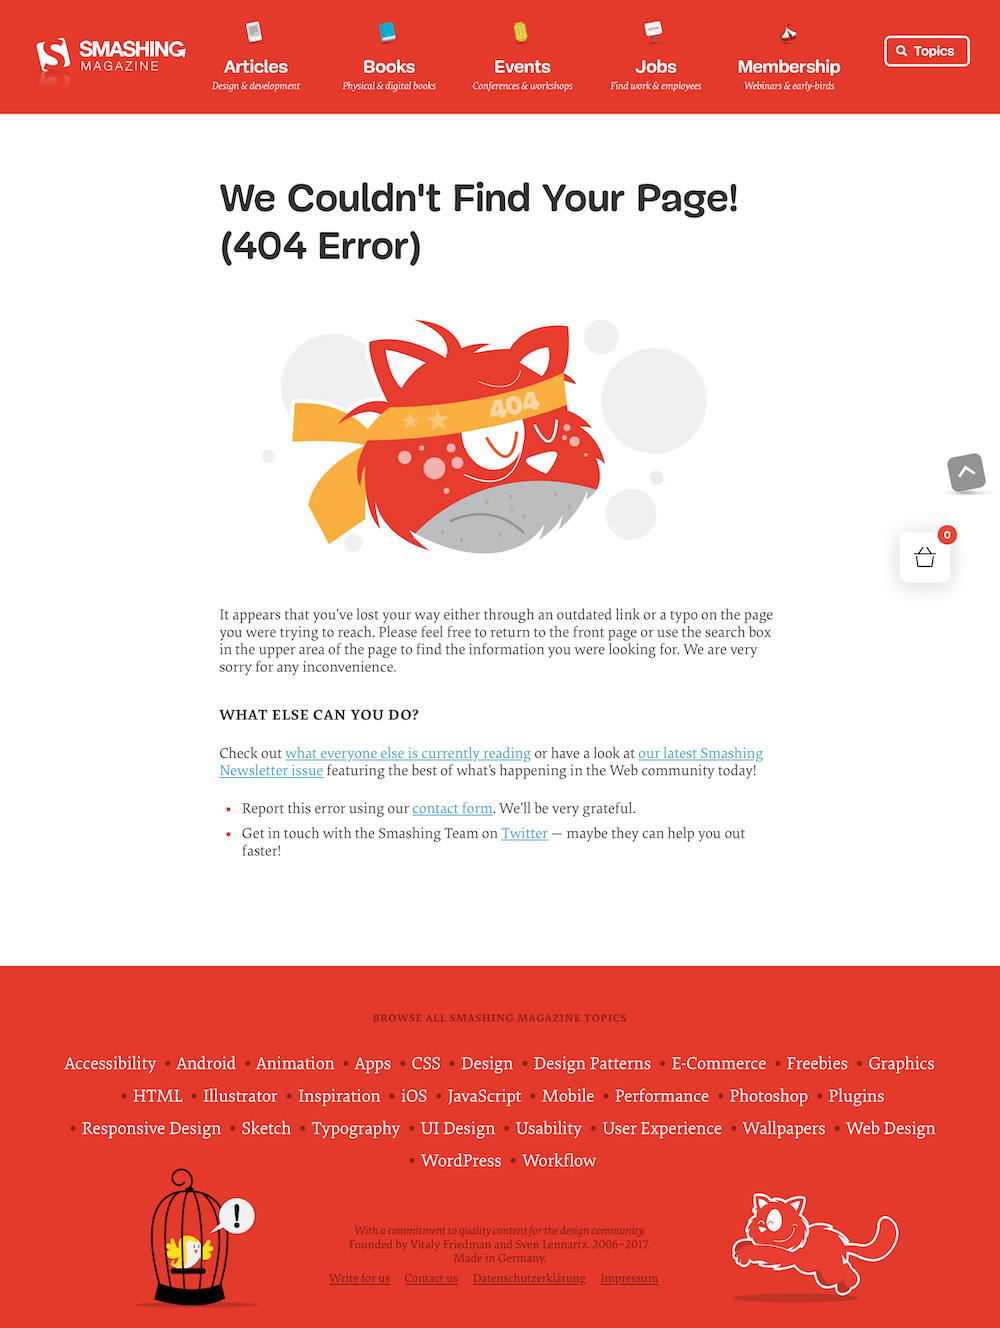 SMASHING
MAGAZINE
Articles
Design & development
Books
Physical & digital books
Events
Conferences & workshops
OPEN
Jobs
Find work & employees
Membership
Webinars & early-birds
Topics
We Couldn't Find Your Page!
(404 Error)
404
0
It appears that you've lost your way either through an outdated link or a typo on the page
you were trying to reach. Please feel free to return to the front page or use the search box
in the upper area of the page to find the information you were looking for. We are very
sorry for any inconvenience.
WHAT ELSE CAN YOU DO?
Check out what everyone else is currently reading or have a look at our latest Smashing
Newsletter issue featuring the best of what's happening in the Web community today!
• Report this error using our contact form. We'll be very grateful.
• Get in touch with the Smashing Team on Twitter — maybe they can help you out
faster!
BROWSE ALL SMASHING MAGAZINE TOPICS
Accessibility • Android • Animation • Apps • CSS • Design • Design Patterns • E-Commerce • Freebies • Graphics
• HTML • Illustrator • Inspiration • iOS • JavaScript • Mobile • Performance • Photoshop • Plugins
• Responsive Design • Sketch • Typography • UI Design • Usability • User Experience • Wallpapers • Web Design
• WordPress • Workflow
!
With a commitment to quality content for the design community.
Founded by Vitaly Friedman and Sven Lennartz. 2006–2017.
Made in Germany.
Write for us Contact us Datenschutzerklärung Impressum